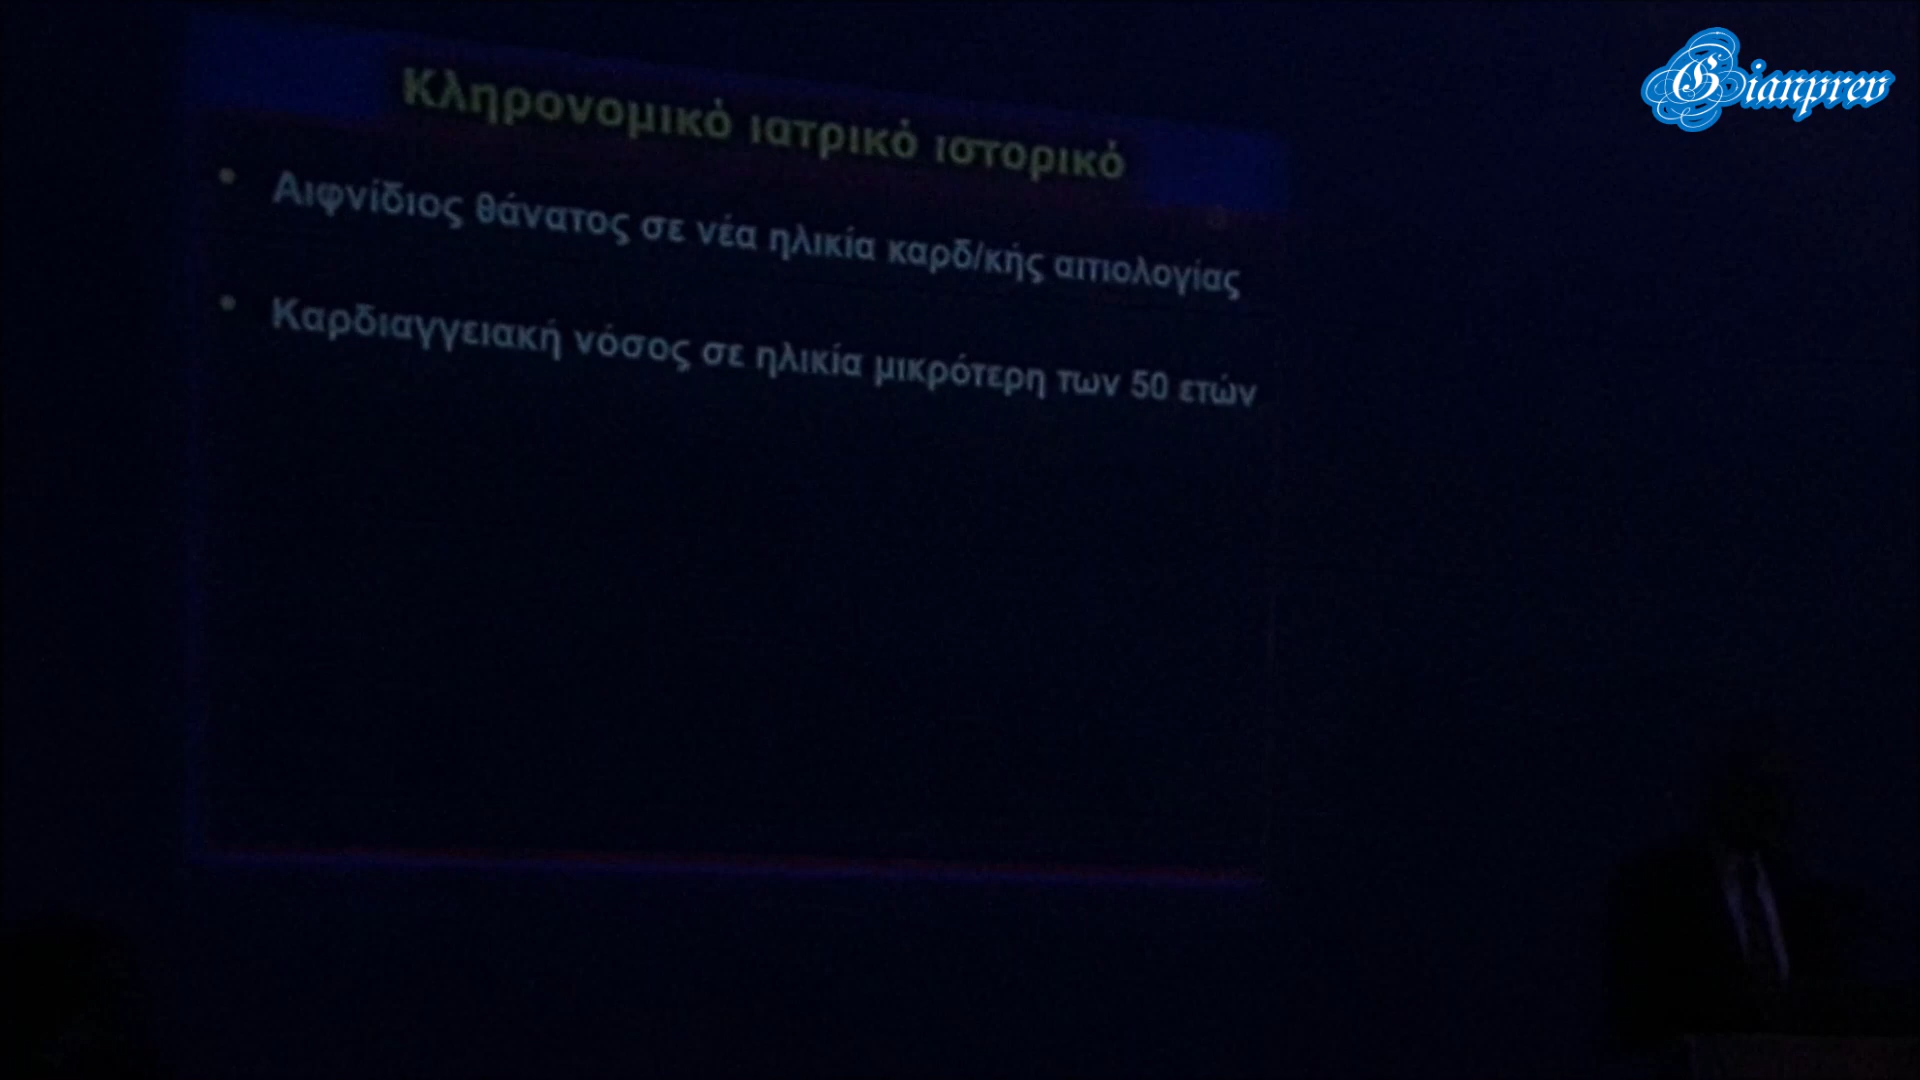 Gianprev
Κληρονομικό ιατρικό ιστορικό
• Αιφνίδιος θάνατος σε νέα ηλικία καρδ/κής αιτιολογίας
• Καρδιαγγειακή νόσος σε ηλικία μικρότερη των 50 ετών